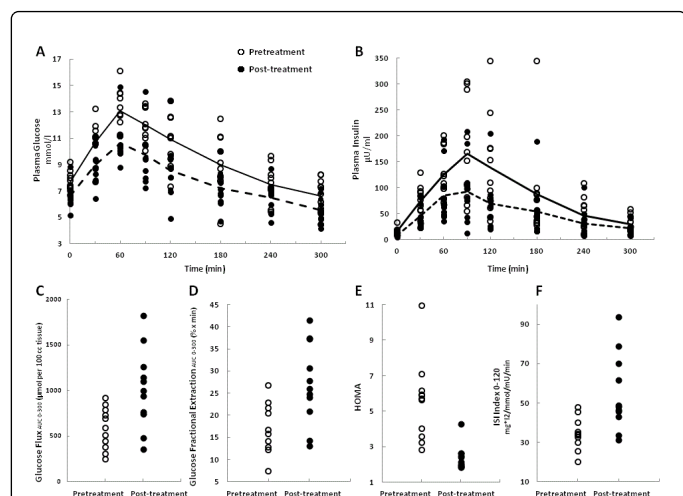 A
B
Pretreatment
Post-treatment
Plasma Glucose
mmol/l
17
15
13
11
9
7
5
3
0
60
120
180
240
300
Time (min)
Plasma Insulin
µU/ml
350
300
250
200
150
100
50
0
0
60
120
180
240
300
Time (min)
C
D
E
F
Glucose Flux AUC 0-300 (µmol per 100 cc tissue)
2000
1500
1000
500
0
Pretreatment Post-treatment
Glucose Fractional Extraction AUC 0-300 (% x min)
45
40
35
30
25
20
15
10
5
Pretreatment Post-treatment
HOMA
11
9
7
5
3
1
Pretreatment Post-treatment
ISI Index 0-120
mg*l2/mmol/mU/min
110
90
70
50
30
10
Pretreatment Post-treatment